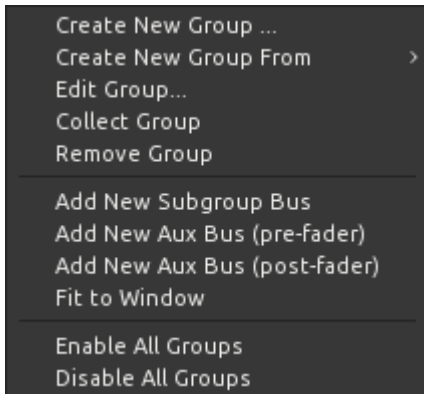 Create New Group ...
Create New Group From
Edit Group...
Collect Group
Remove Group
Add New Subgroup Bus
Add New Aux Bus (pre-fader)
Add New Aux Bus (post-fader)
Fit to Window
Enable All Groups
Disable All Groups